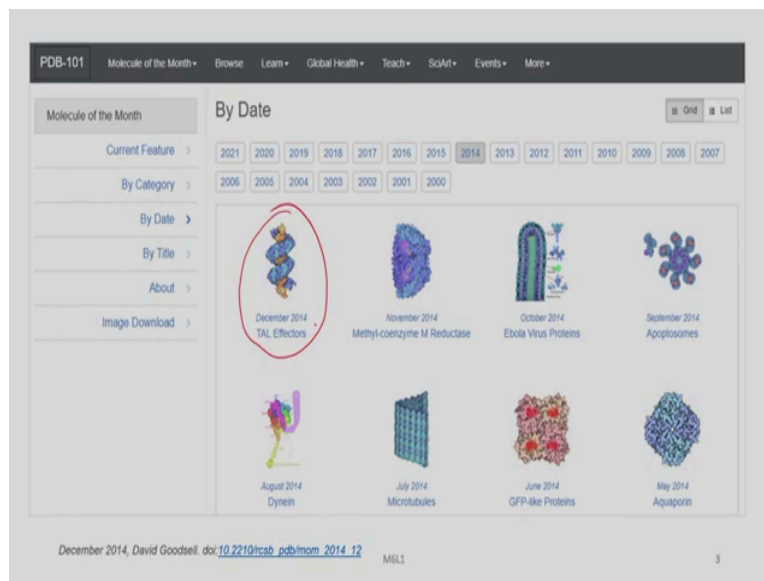 PDB-101 Molecule of the Month Browse Learn Global Health Teach SciArt Events More
Molecule of the Month
Current Feature
By Category
By Date
By Title
About
Image Download
By Date
Grid List
2021 2020 2019 2018 2017 2016 2015 2014 2013 2012 2011 2010 2009 2008 2007
2006 2005 2004 2003 2002 2001 2000
December 2014
TAL Effectors
November 2014
Methyl-coenzyme M Reductase
October 2014
Ebola Virus Proteins
September 2014
Apoptosomes
August 2014
Dynein
July 2014
Microtubules
June 2014
GFP-like Proteins
May 2014
Aquaporin
December 2014, David Goodsell. doi:10.2210/rcsb_pdb/mom_2014_12
M6L1
3